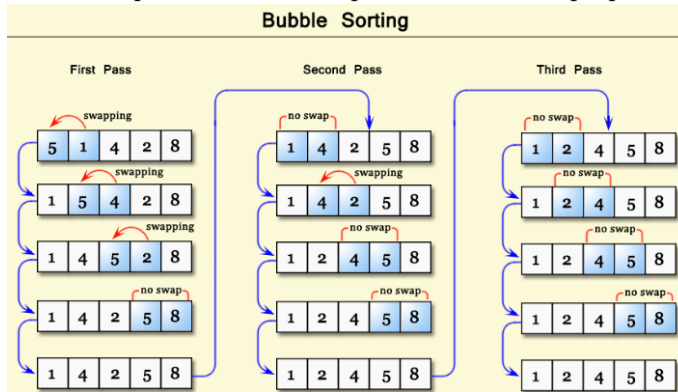 Bubble Sorting
First Pass
swapping
5 1 4 2 8
swapping
1 5 4 2 8
swapping
1 4 5 2 8
no swap
1 4 2 5 8
1 4 2 5 8
Second Pass
no swap
1 4 2 5 8
swapping
1 4 2 5 8
no swap
1 2 4 5 8
no swap
1 2 4 5 8
1 2 4 5 8
Third Pass
no swap
1 2 4 5 8
no swap
1 2 4 5 8
no swap
1 2 4 5 8
no swap
1 2 4 5 8
1 2 4 5 8